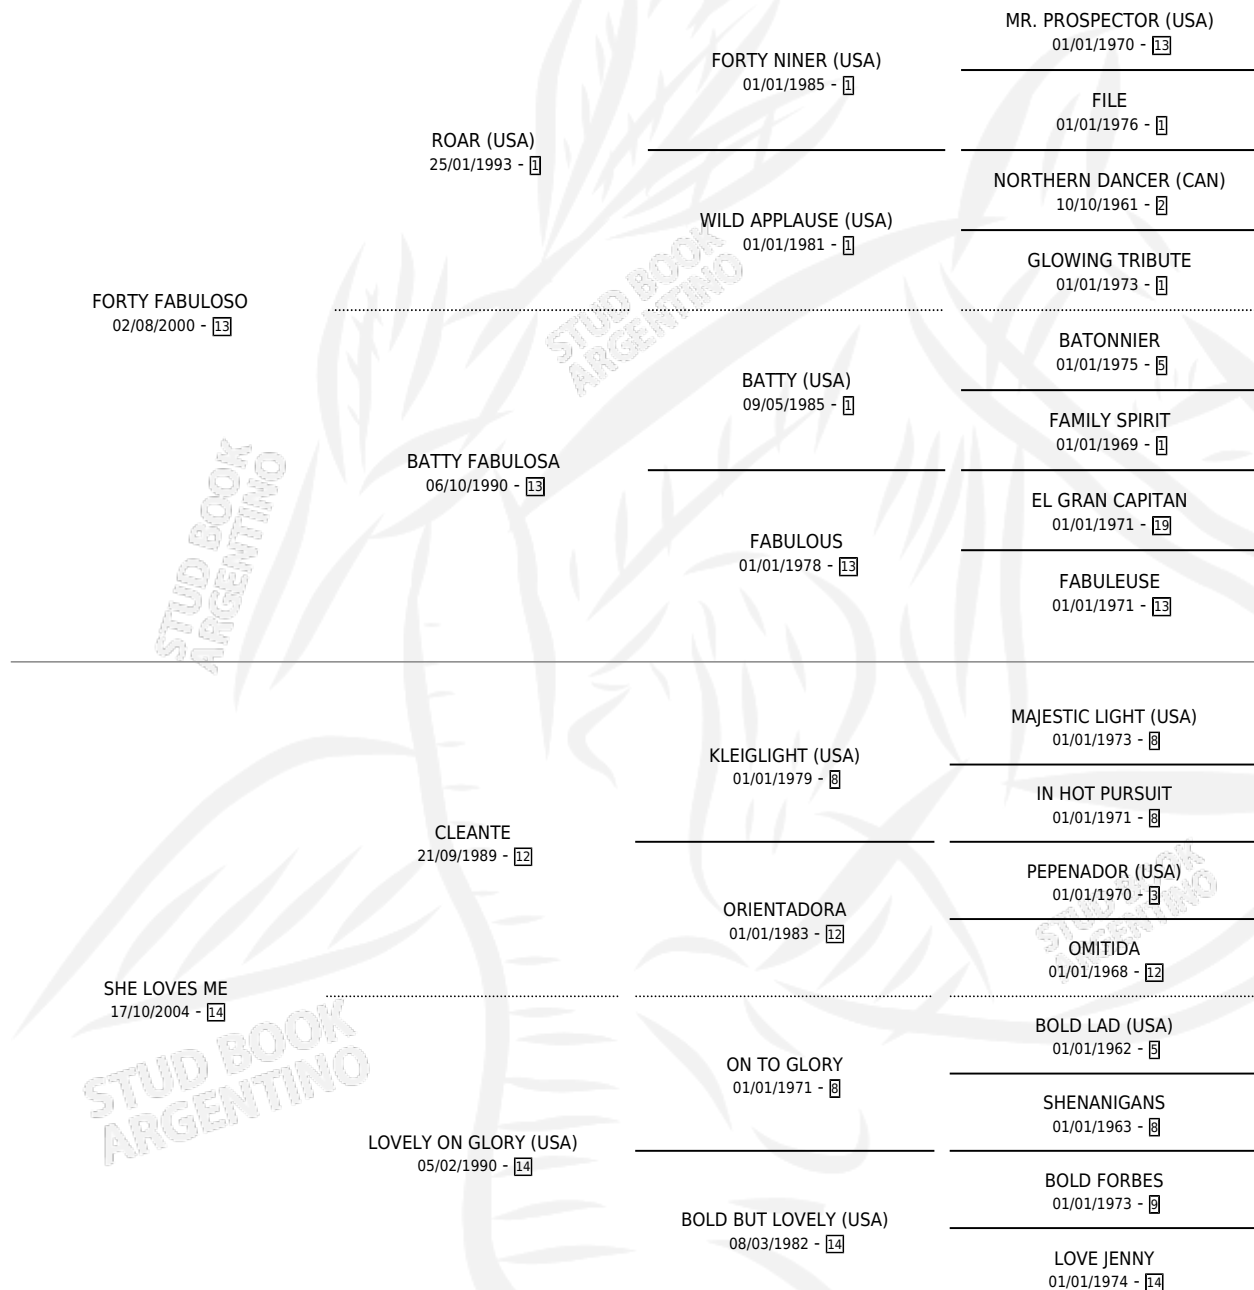 MR. PROSPECTOR (USA)
01/01/1970 - 13
FORTY NINER (USA)
01/01/1985 - 1
FILE
01/01/1976 - 1
ROAR (USA)
25/01/1993 - 1
NORTHERN DANCER (CAN)
10/10/1961 - 2
WILD APPLAUSE (USA)
01/01/1981 - 1
GLOWING TRIBUTE
01/01/1973 - 1
FORTY FABULOSO
02/08/2000 - 13
BATONNIER
01/01/1975 - 5
BATTY (USA)
09/05/1985 - 1
FAMILY SPIRIT
01/01/1969 - 1
BATTY FABULOSA
06/10/1990 - 13
EL GRAN CAPITAN
01/01/1971 - 19
FABULOUS
01/01/1978 - 13
FABULEUSE
01/01/1971 - 13
STUD BOOK
ARGENTINO
STUD BOOK
ARGENTINO
MAJESTIC LIGHT (USA)
01/01/1973 - 8
KLEIGLIGHT (USA)
01/01/1979 - 8
IN HOT PURSUIT
01/01/1971 - 8
CLEANTE
21/09/1989 - 12
PEPENADOR (USA)
01/01/1970 - 3
ORIENTADORA
01/01/1983 - 12
OMITIDA
01/01/1968 - 12
SHE LOVES ME
17/10/2004 - 14
BOLD LAD (USA)
01/01/1962 - 5
ON TO GLORY
01/01/1971 - 8
SHENANIGANS
01/01/1963 - 8
LOVELY ON GLORY (USA)
05/02/1990 - 14
BOLD FORBES
01/01/1973 - 9
BOLD BUT LOVELY (USA)
08/03/1982 - 14
LOVE JENNY
01/01/1974 - 14
STUD BOOK
ARGENTINO
STUD BOOK
ARGENTINO